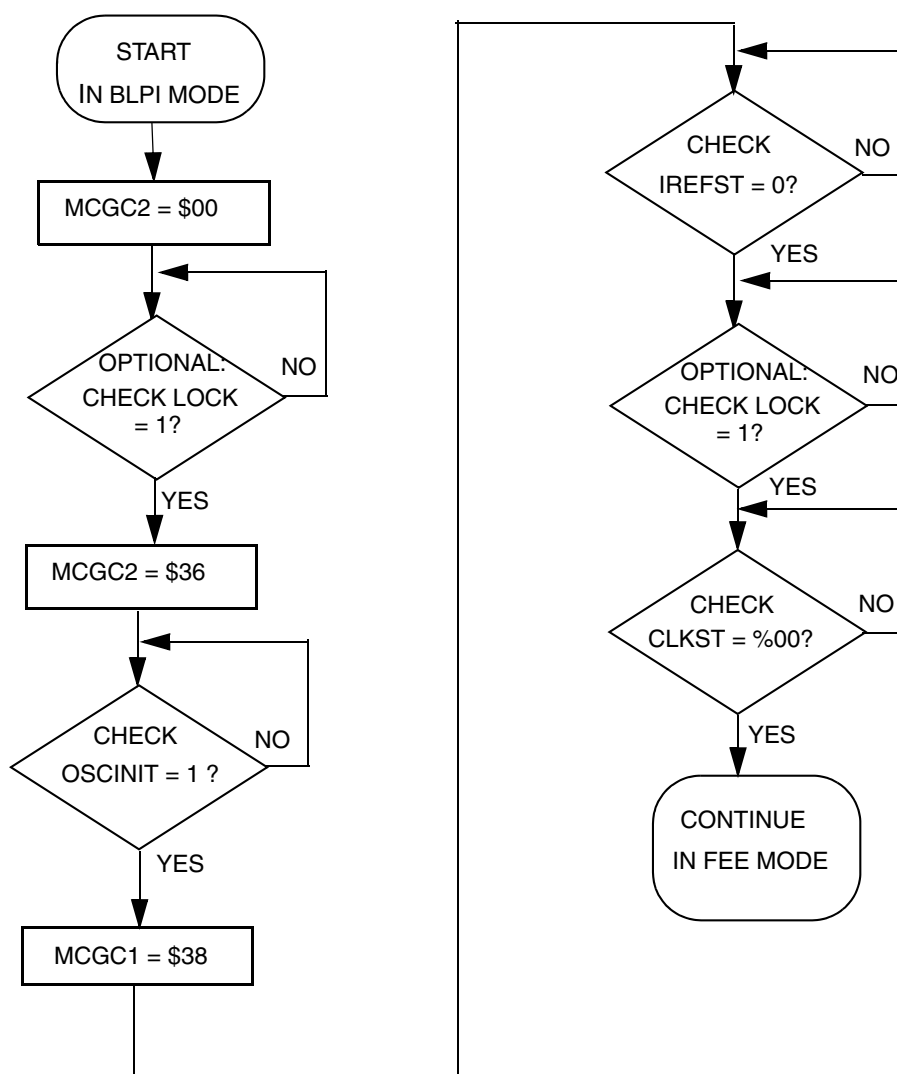 START
IN BLPI MODE
MCGC2 = $00
OPTIONAL:
CHECK LOCK
= 1?
NO
YES
MCGC2 = $36
CHECK
OSCINIT = 1 ?
NO
YES
MCGC1 = $38
CHECK
IREFST = 0?
NO
YES
OPTIONAL:
CHECK LOCK
= 1?
NO
YES
CHECK
CLKST = %00?
NO
YES
CONTINUE
IN FEE MODE